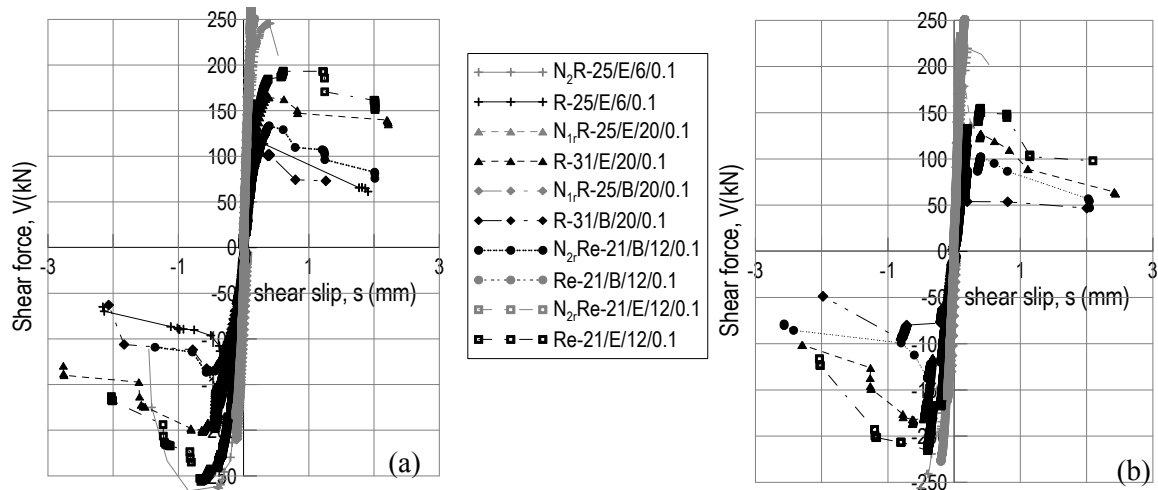 250
200
150
100
50
0
-3
-1
1
3
-50
-250
Shear force, V(kN)
shear slip, s (mm)
(a)
N2R-25/E/6/0.1
R-25/E/6/0.1
N1rR-25/E/20/0.1
R-31/E/20/0.1
N1rR-25/B/20/0.1
R-31/B/20/0.1
N2rRe-21/B/12/0.1
Re-21/B/12/0.1
N2rRe-21/E/12/0.1
Re-21/E/12/0.1
250
200
150
100
50
0
-3
-1
1
3
-50
-250
Shear force, V(kN)
shear slip, s (mm)
(b)